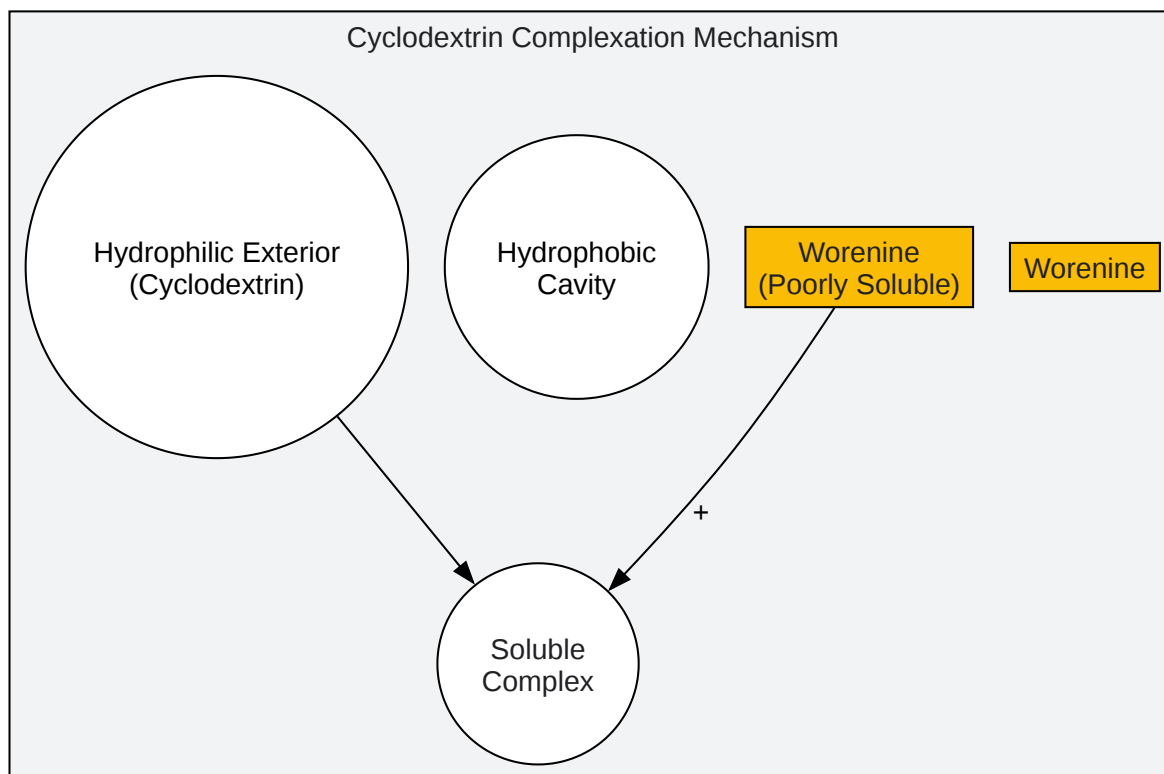 Cyclodextrin Complexation Mechanism
Hydrophilic Exterior
(Cyclodextrin)
Hydrophobic
Cavity
Worenine
(Poorly Soluble)
Worenine
+
Soluble
Complex